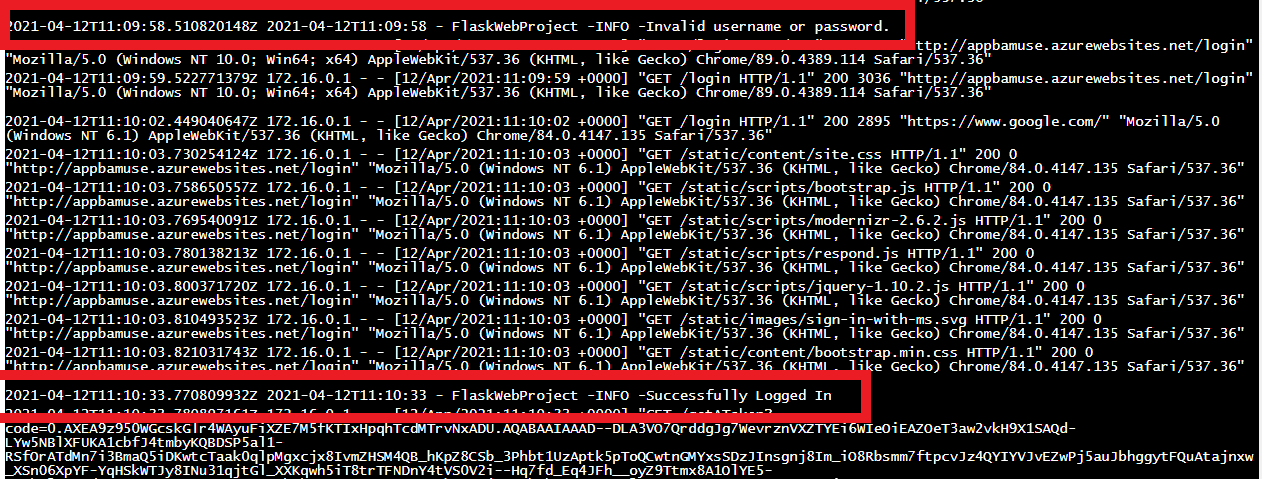 2021-04-12T11:09:58.510820148Z 2021-04-12T11:09:58 - FlaskWebProject -INFO -Invalid username or password.
"http://appbamuse.azurewebsites.net/login"
"Mozilla/5.0 (Windows NT 10.0; Win64; x64) AppleWebKit/537.36 (KHTML, like Gecko) Chrome/89.0.4389.114 Safari/537.36"
2021-04-12T11:09:59.522771379Z 172.16.0.1 - - [12/Apr/2021:11:09:59 +0000] "GET /login HTTP/1.1" 200 3036 "http://appbamuse.azurewebsites.net/login"
"Mozilla/5.0 (Windows NT 10.0; Win64; x64) AppleWebKit/537.36 (KHTML, like Gecko) Chrome/89.0.4389.114 Safari/537.36"
2021-04-12T11:10:02.449040647Z 172.16.0.1 - - [12/Apr/2021:11:10:02 +0000] "GET /login HTTP/1.1" 200 2895 "https://www.google.com/" "Mozilla/5.0
(Windows NT 6.1) AppleWebKit/537.36 (KHTML, like Gecko) Chrome/84.0.4147.135 Safari/537.36"
2021-04-12T11:10:03.730254124Z 172.16.0.1 - - [12/Apr/2021:11:10:03 +0000] "GET /static/content/site.css HTTP/1.1" 200 0
"http://appbamuse.azurewebsites.net/login" "Mozilla/5.0 (Windows NT 6.1) AppleWebKit/537.36 (KHTML, like Gecko) Chrome/84.0.4147.135 Safari/537.36"
2021-04-12T11:10:03.758650557Z 172.16.0.1 - - [12/Apr/2021:11:10:03 +0000] "GET /static/scripts/bootstrap.js HTTP/1.1" 200 0
"http://appbamuse.azurewebsites.net/login" "Mozilla/5.0 (Windows NT 6.1) AppleWebKit/537.36 (KHTML, like Gecko) Chrome/84.0.4147.135 Safari/537.36"
2021-04-12T11:10:03.769540091Z 172.16.0.1 - - [12/Apr/2021:11:10:03 +0000] "GET /static/scripts/modernizr-2.6.2.js HTTP/1.1" 200 0
"http://appbamuse.azurewebsites.net/login" "Mozilla/5.0 (Windows NT 6.1) AppleWebKit/537.36 (KHTML, like Gecko) Chrome/84.0.4147.135 Safari/537.36"
2021-04-12T11:10:03.780138213Z 172.16.0.1 - - [12/Apr/2021:11:10:03 +0000] "GET /static/scripts/respond.js HTTP/1.1" 200 0
"http://appbamuse.azurewebsites.net/login" "Mozilla/5.0 (Windows NT 6.1) AppleWebKit/537.36 (KHTML, like Gecko) Chrome/84.0.4147.135 Safari/537.36"
2021-04-12T11:10:03.800371720Z 172.16.0.1 - - [12/Apr/2021:11:10:03 +0000] "GET /static/scripts/jquery-1.10.2.js HTTP/1.1" 200 0
"http://appbamuse.azurewebsites.net/login" "Mozilla/5.0 (Windows NT 6.1) AppleWebKit/537.36 (KHTML, like Gecko) Chrome/84.0.4147.135 Safari/537.36"
2021-04-12T11:10:03.810493523Z 172.16.0.1 - - [12/Apr/2021:11:10:03 +0000] "GET /static/images/sign-in-with-ms.svg HTTP/1.1" 200 0
"http://appbamuse.azurewebsites.net/login" "Mozilla/5.0 (Windows NT 6.1) AppleWebKit/537.36 (KHTML, like Gecko) Chrome/84.0.4147.135 Safari/537.36"
2021-04-12T11:10:03.821031743Z 172.16.0.1 - - [12/Apr/2021:11:10:03 +0000] "GET /static/content/bootstrap.min.css HTTP/1.1" 200 0
"http://appbamuse.azurewebsites.net/login" "Mozilla/5.0 (Windows NT 6.1) AppleWebKit/537.36 (KHTML, like Gecko) Chrome/84.0.4147.135 Safari/537.36"
2021-04-12T11:10:33.770809932Z 2021-04-12T11:10:33 - FlaskWebProject -INFO -Successfully Logged In